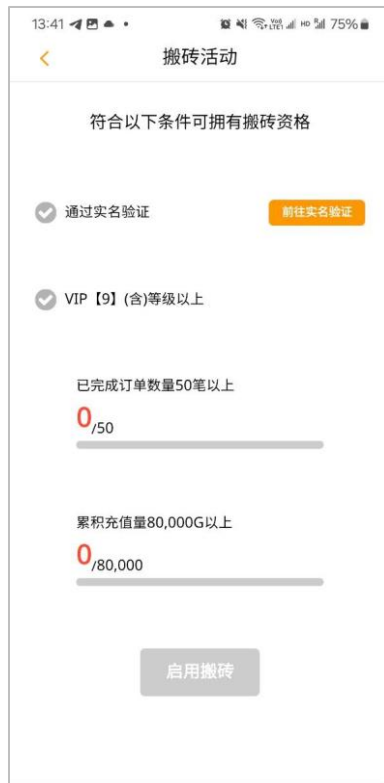 13:41 75%
搬砖活动
符合以下条件可拥有搬砖资格
通过实名验证 前往实名验证
VIP【9】(含)等级以上
已完成订单数量50笔以上
0/50
累积充值量80,000G以上
0/80,000
启用搬砖